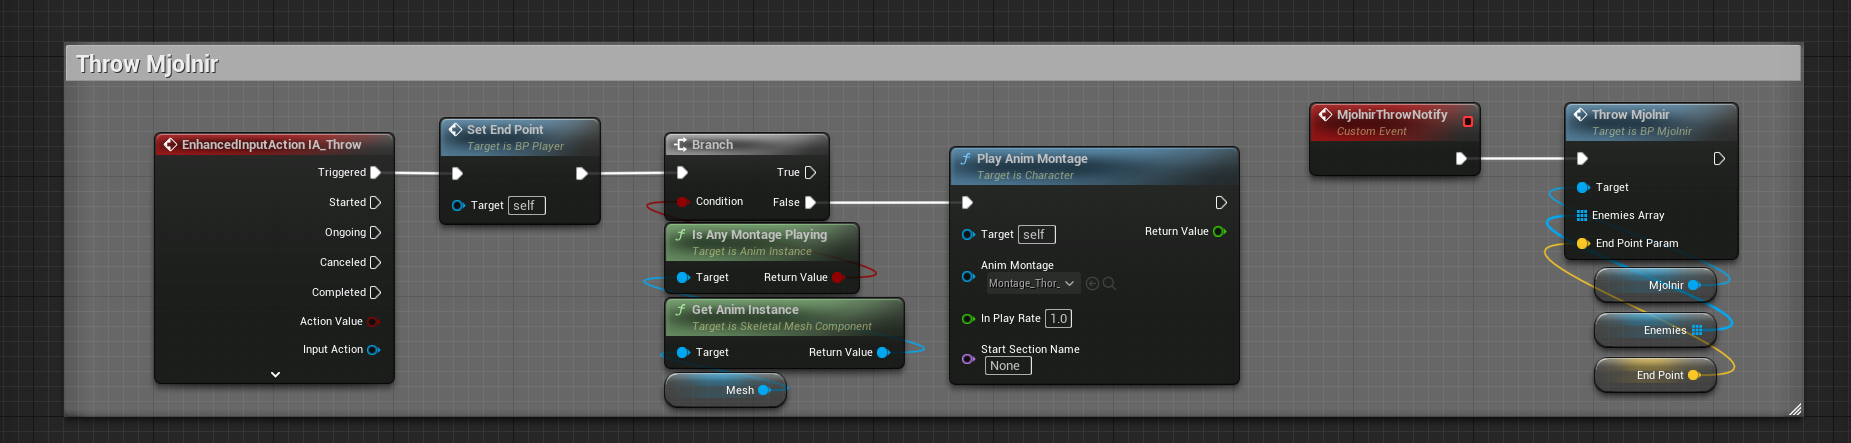 Throw Mjolnir
EnhancedInputAction IA_Throw
Triggered
Started
Ongoing
Canceled
Completed
Action Value
Input Action
Set End Point
Target is BP Player
Target self
Branch
True
Condition False
Is Any Montage Playing
Target is Anim Instance
Target Return Value
Get Anim Instance
Target is Skeletal Mesh Component
Target Return Value
Mesh
Play Anim Montage
Target is Character
Target self Return Value
Anim Montage
Montage_Thor_
In Play Rate 1.0
Start Section Name
None
MjolnirThrowNotify
Custom Event
Throw Mjolnir
Target is BP Mjolnir
Target
Enemies Array
End Point Param
Mjolnir
Enemies
End Point